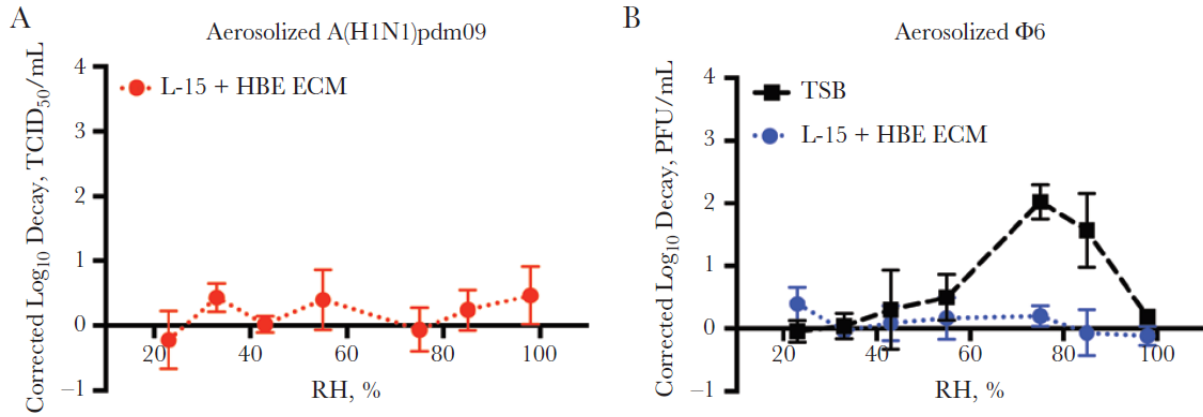 A
Aerosolized A(H1N1)pdm09
Corrected Log10 Decay, TCID50/mL
4
3
2
1
0
−1
L-15 + HBE ECM
20 40 60 80 100
RH, %
B
Aerosolized Φ6
Corrected Log10 Decay, PFU/mL
4
3
2
1
0
−1
TSB
L-15 + HBE ECM
20 40 60 80 100
RH, %